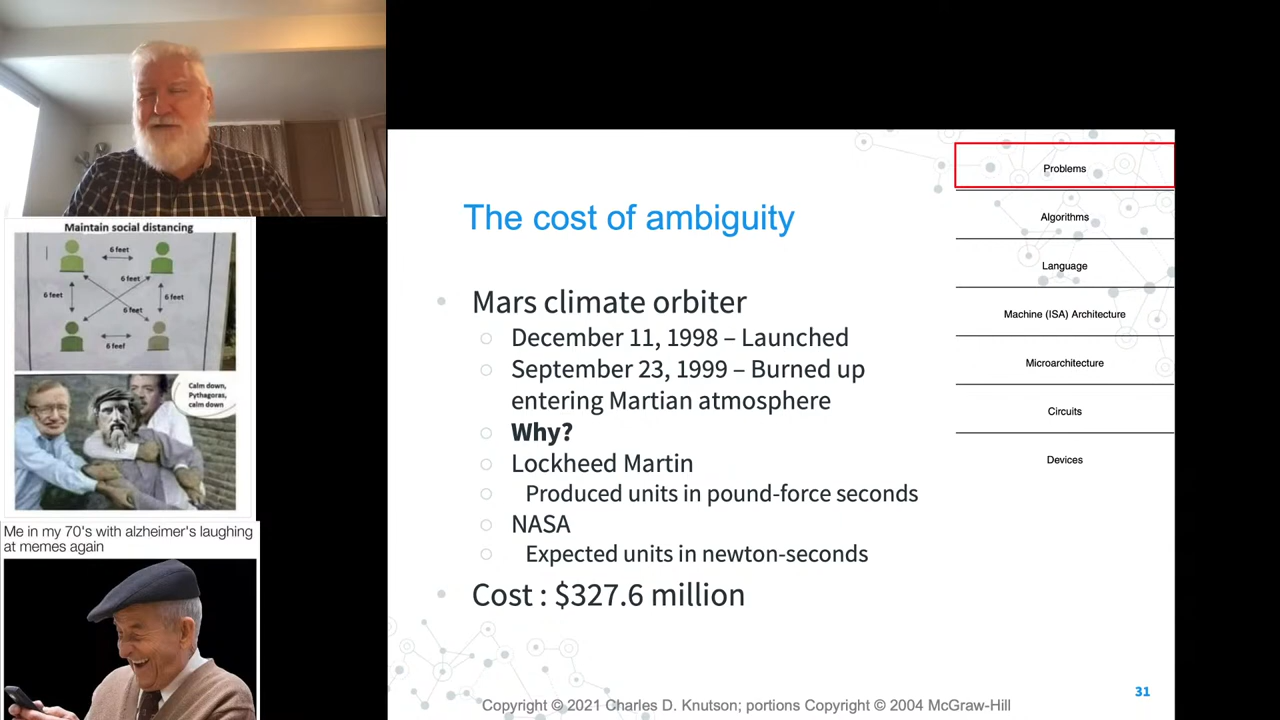 Maintain social distancing
6 feet
6 feet
6 feet
6 feet
6 feet
6 feef
Calm down,
Pythagoras,
calm down
Me in my 70's with alzheimer's laughing
at memes again
The cost of ambiguity
Mars climate orbiter
December 11, 1998 – Launched
September 23, 1999 – Burned up
entering Martian atmosphere
Why?
Lockheed Martin
Produced units in pound-force seconds
NASA
Expected units in newton-seconds
Cost : $327.6 million
Problems
Algorithms
Language
Machine (ISA) Architecture
Microarchitecture
Circuits
Devices
31
Copyright © 2021 Charles D. Knutson; portions Copyright © 2004 McGraw-Hill